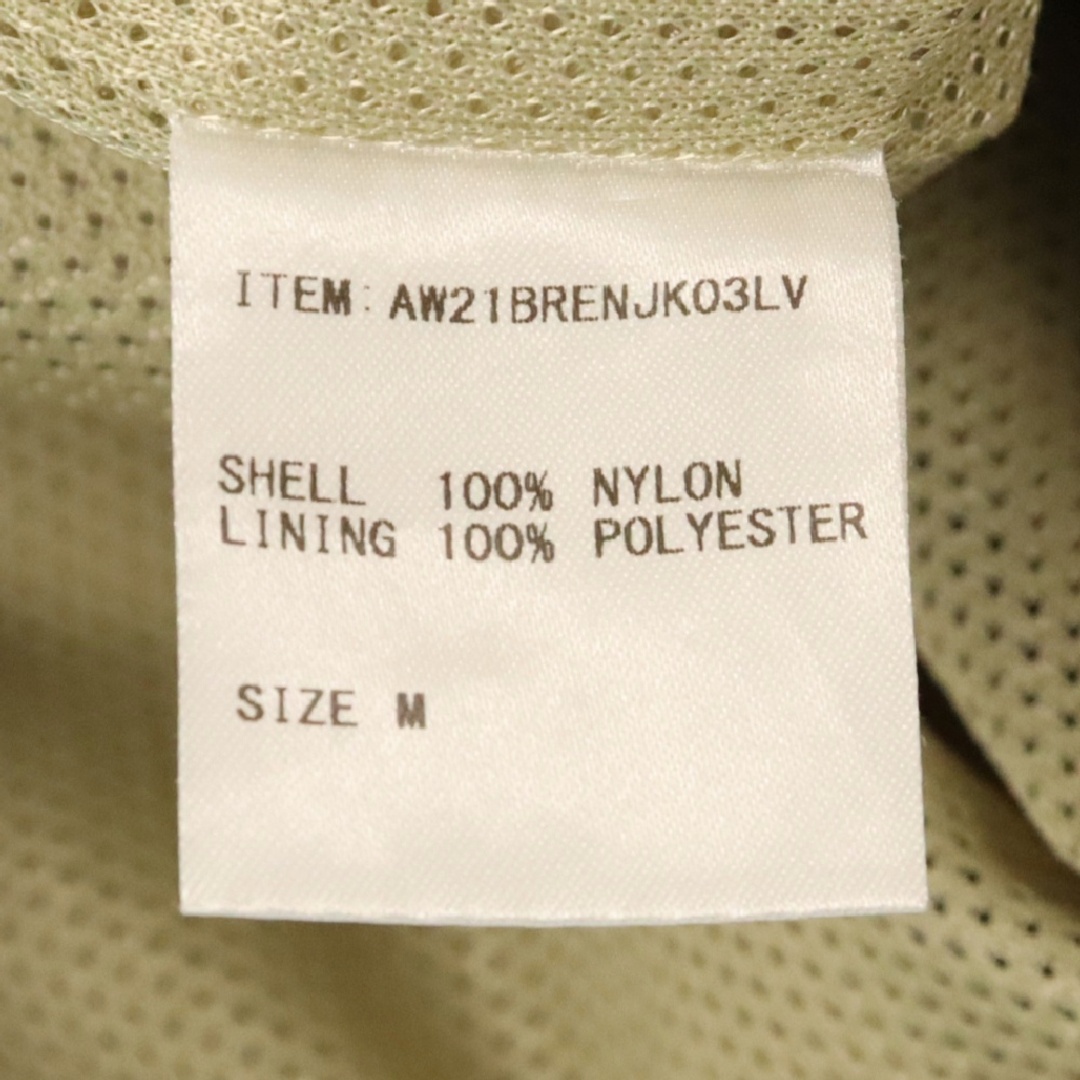 ITEM: AW21BRENJK03LV
SHELL 100% NYLON
LINING 100% POLYESTER
SIZE M